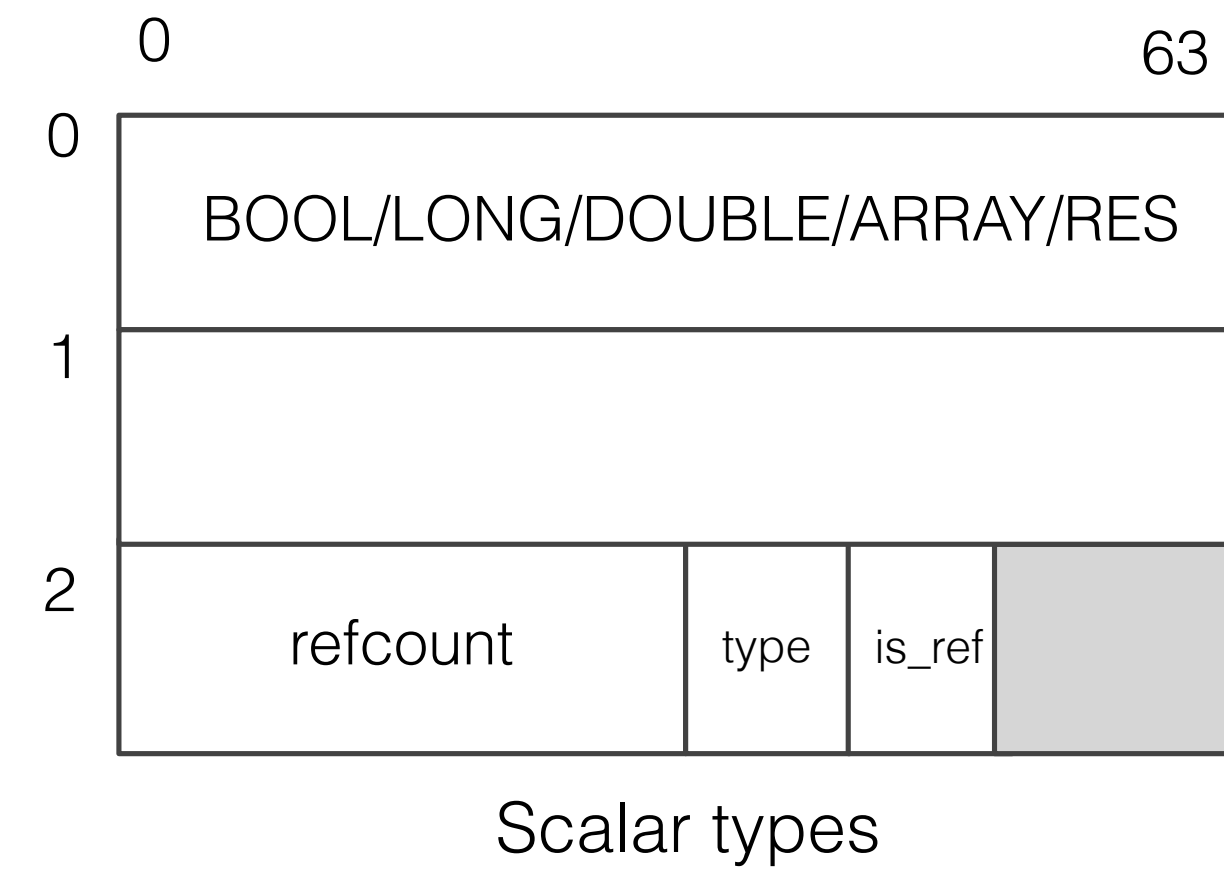 0 63
0
BOOL/LONG/DOUBLE/ARRAY/RES
1
2
refcount type is_ref
Scalar types